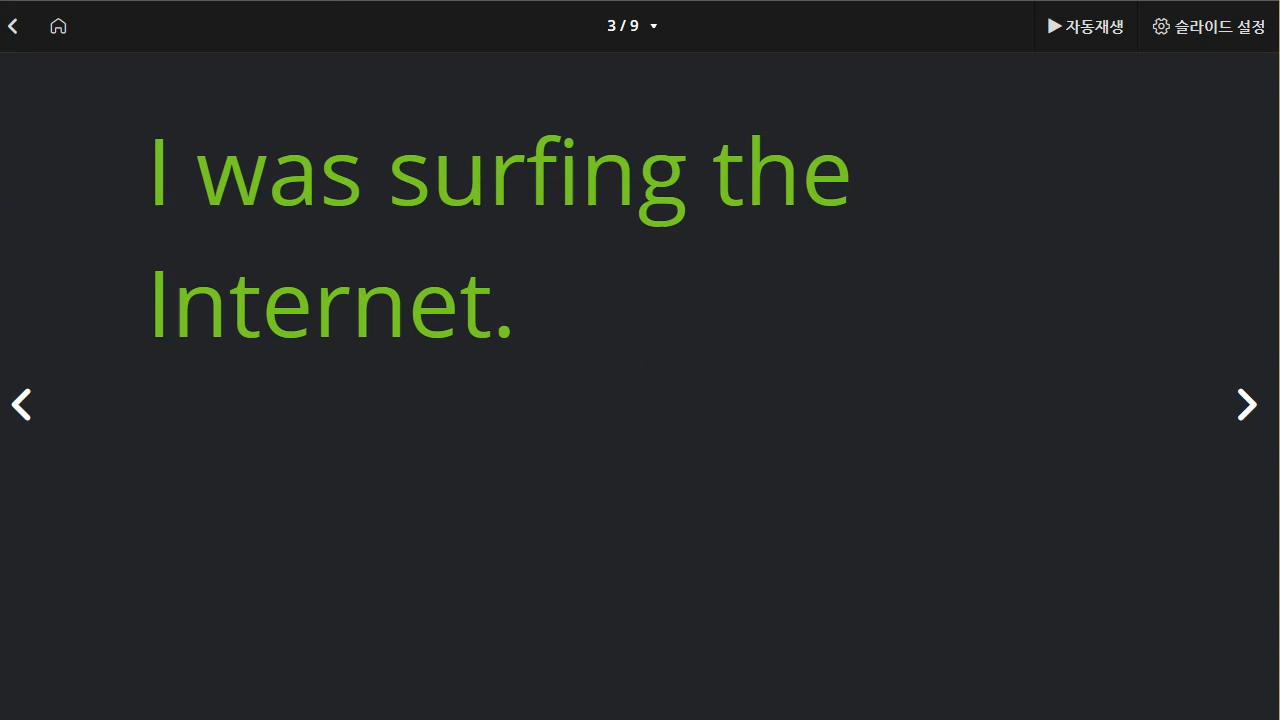 3 / 9
자동재생
슬라이드 설정
I was surfing the
Internet.